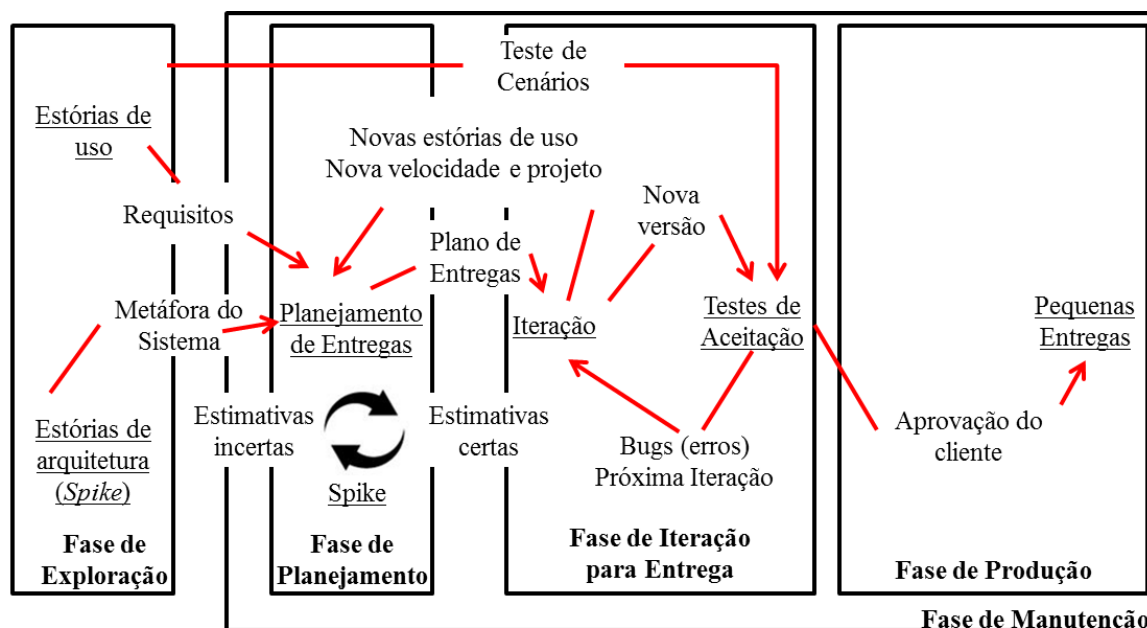 Teste de
Cenários
Estórias de
uso
Novas estórias de uso
Nova velocidade e projeto
Requisitos
Nova
versão
Plano de
Entregas
Metáfora do
Sistema
Planejamento
de Entregas
Iteração
Testes de
Aceitação
Pequenas
Entregas
Estórias de
arquitetura
(Spike)
Estimativas
incertas
Estimativas
certas
Spike
Bugs (erros)
Próxima Iteração
Aprovação do
cliente
Fase de
Exploração
Fase de
Planejamento
Fase de Iteração
para Entrega
Fase de Produção
Fase de Manutenção